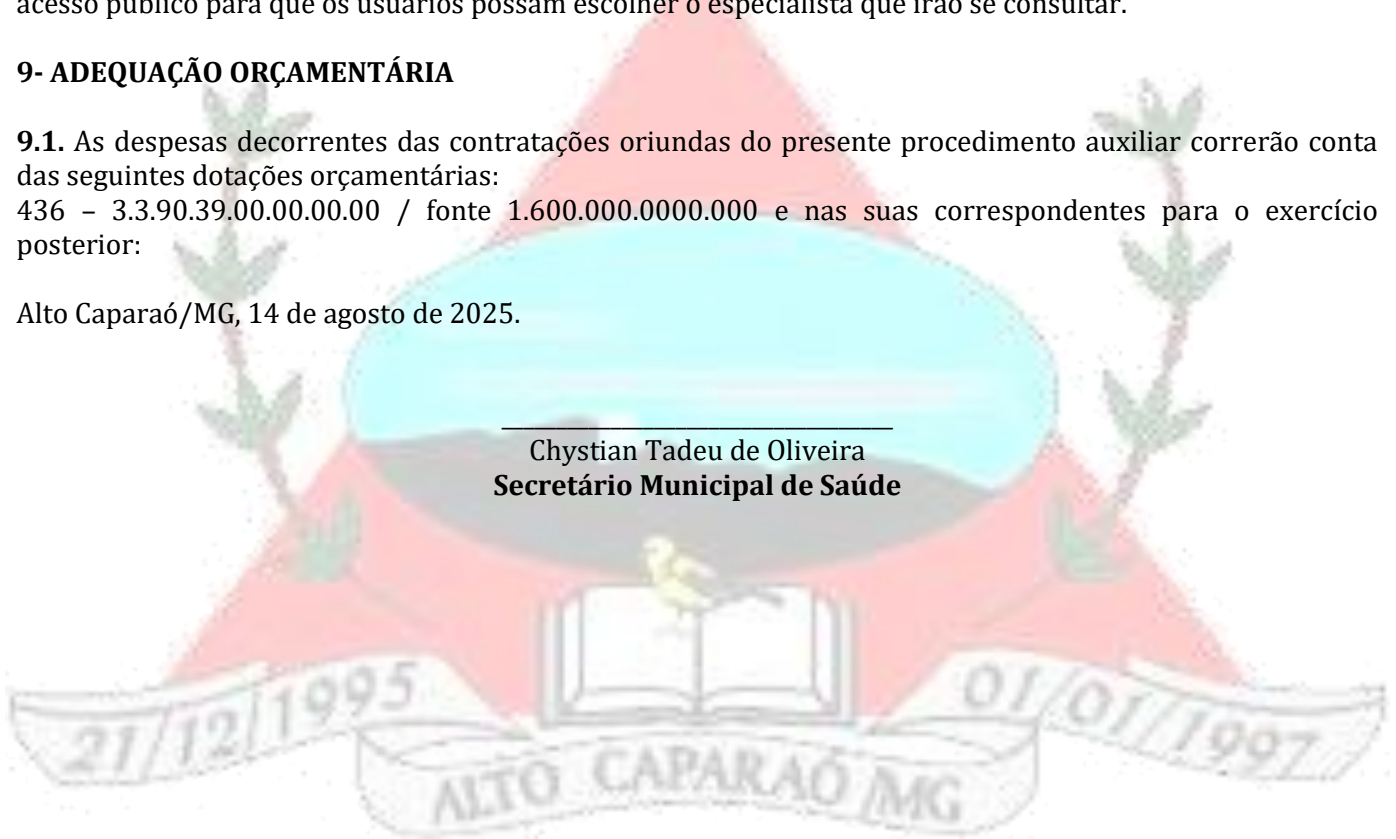 acesso público para que os usuários possam escolher o especialista que irão se consultar.
9- ADEQUAÇÃO ORÇAMENTÁRIA
9.1. As despesas decorrentes das contratações oriundas do presente procedimento auxiliar correrão conta
das seguintes dotações orçamentárias:
436 – 3.3.90.39.00.00.00.00 / fonte 1.600.000.0000.000 e nas suas correspondentes para o exercício
posterior:
Alto Caparaó/MG, 14 de agosto de 2025.
Chystian Tadeu de Oliveira
Secretário Municipal de Saúde
21/12/1995
01/01/1997
ALTO CAPARAÓ MG